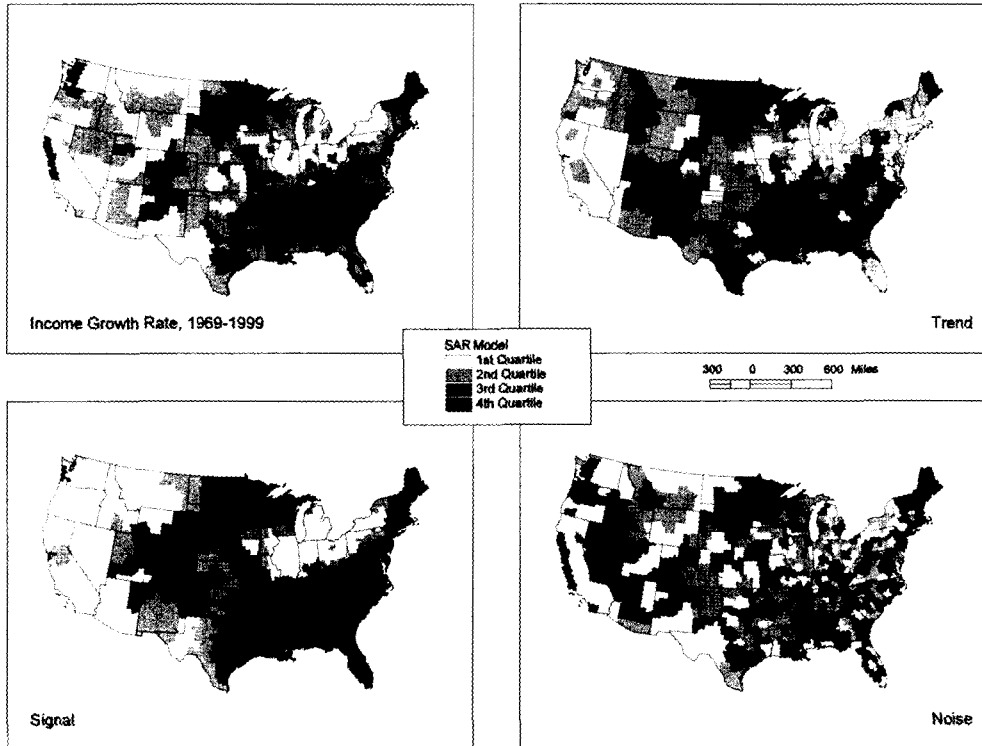 Income Growth Rate, 1969-1999
Trend
SAR Model
1st Quartile
2nd Quartile
3rd Quartile
4th Quartile
300 0 300 600 Miles
Signal
Noise